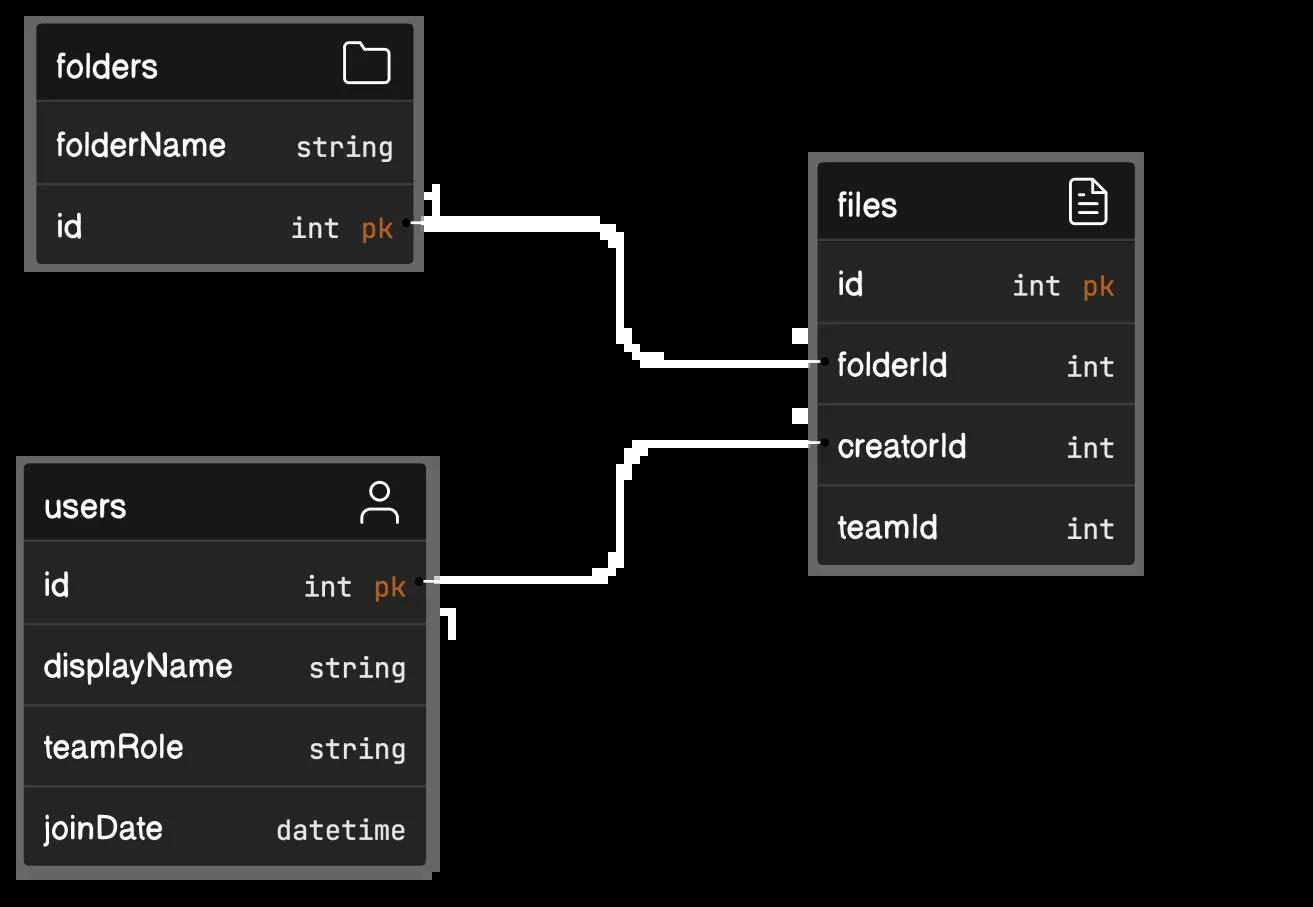 folders
folderName string
id int pk
files
id int pk
folderId int
creatorId int
teamId int
users
id int pk
displayName string
teamRole string
joinDate datetime